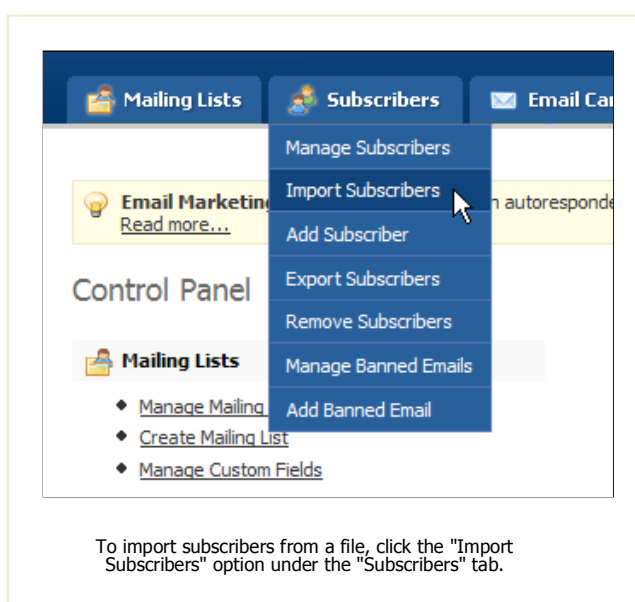 Mailing Lists
Subscribers
Email Car
Manage Subscribers
Import Subscribers
Add Subscriber
Export Subscribers
Remove Subscribers
Manage Banned Emails
Add Banned Email
Email Marketing
n autoresponde
Read more...
Control Panel
Mailing Lists
Manage Mailing
Create Mailing List
Manage Custom Fields
To import subscribers from a file, click the "Import
Subscribers" option under the "Subscribers" tab.